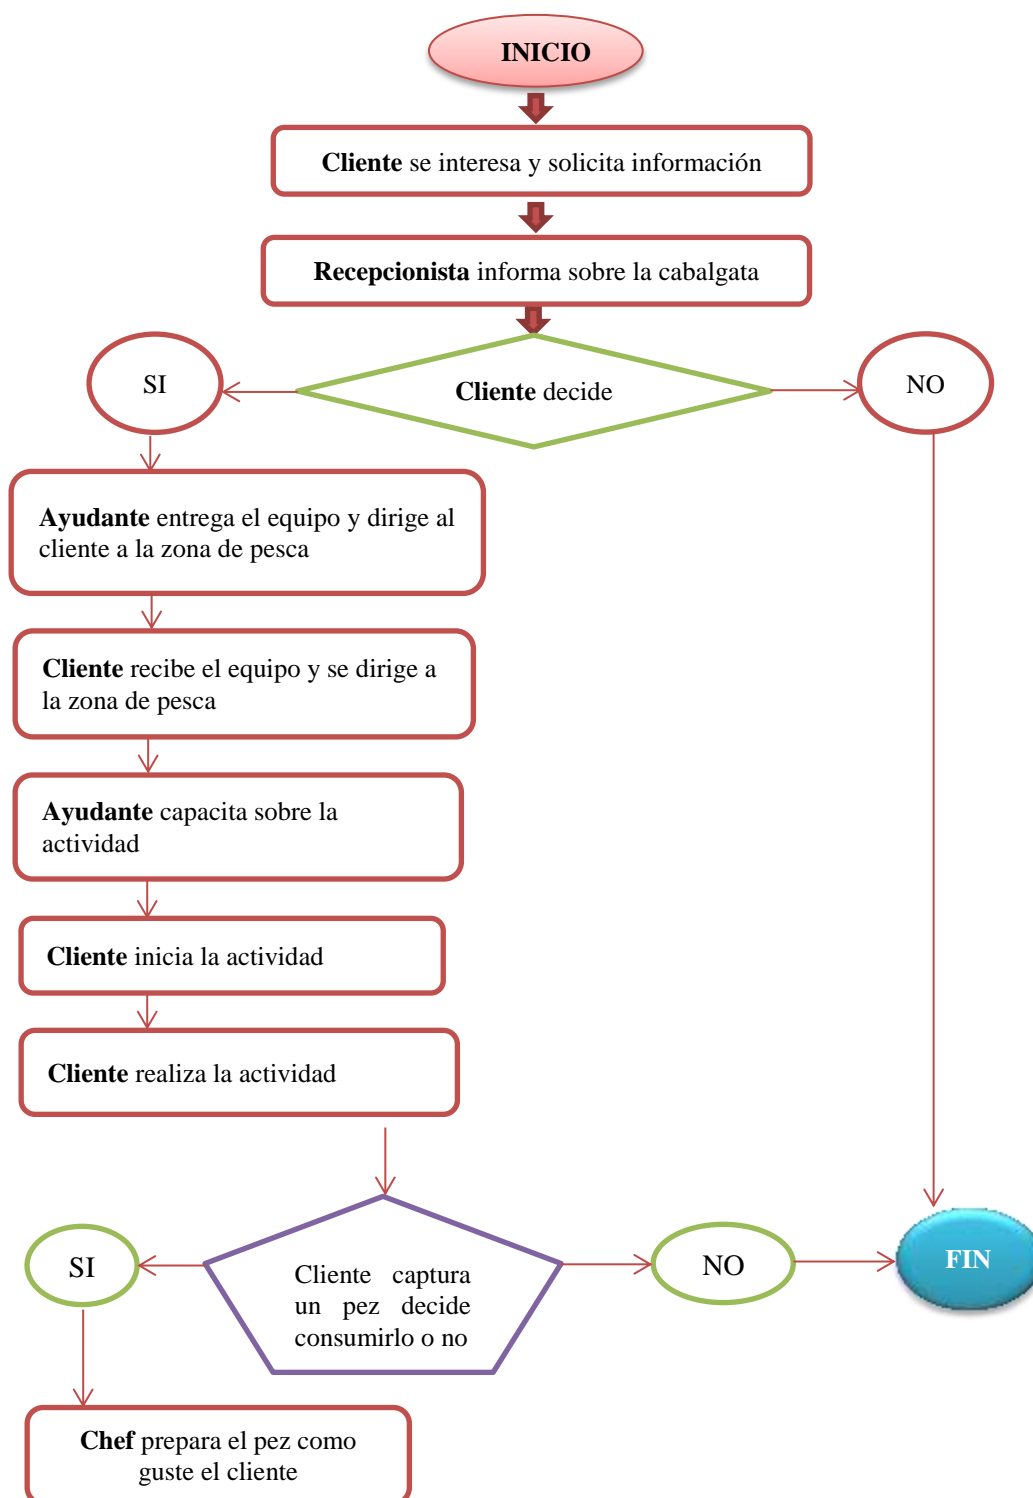 INICIO
Cliente se interesa y solicita información
Recepcionista informa sobre la cabalgata
SI
Cliente decide
NO
Ayudante entrega el equipo y dirige al
cliente a la zona de pesca
Cliente recibe el equipo y se dirige a
la zona de pesca
Ayudante capacita sobre la
actividad
Cliente inicia la actividad
Cliente realiza la actividad
SI
Cliente captura
un pez decide
consumirlo o no
NO
FIN
Chef prepara el pez como
guste el cliente